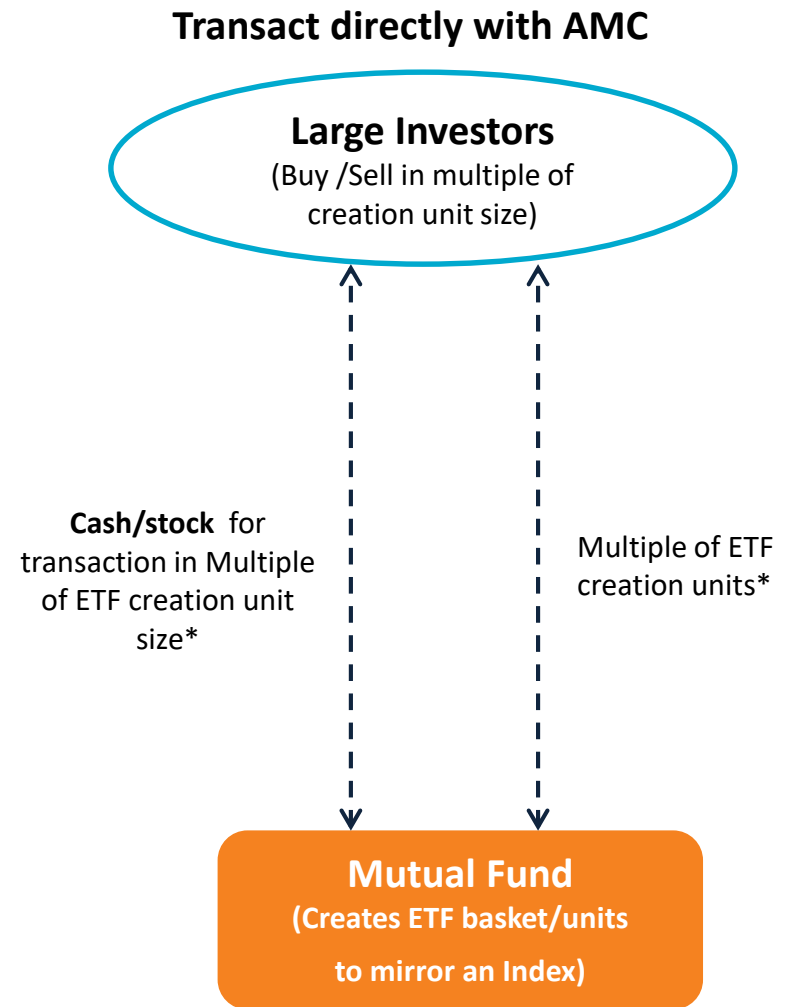 Transact directly with AMC
Large Investors
(Buy /Sell in multiple of
creation unit size)
Cash/stock for
transaction in Multiple
of ETF creation unit
size*
Multiple of ETF
creation units*
Mutual Fund
(Creates ETF basket/units
to mirror an Index)